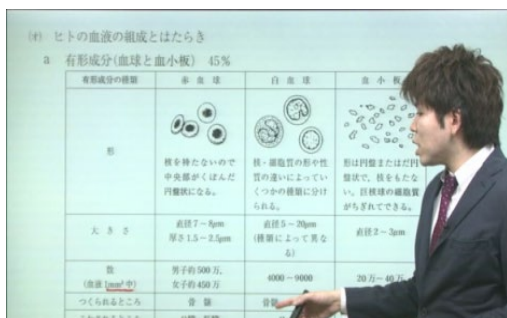 (オ) ヒトの血液の組成とはたらき
a 有形成分(血球と血小板) 45%
有形成分の種類 赤血球 白血球 血小板
形
核を持たないので
中央部がくぼんだ
円盤状になる。
核・細胞質の形や性
質の違いによってい
くつかの種類に分け
られる。
形は円盤またはだ円
盤状で、核をもたな
い。巨核球の細胞質
がちぎれてできる。
大きさ
直径7~8μm
厚さ1.5~2.5μm
直径5~20μm
(種類によって異な
る)
直径2~3μm
数
(血液1mm³中)
男子約500万,
女子約450万
4000~9000
20万~40万
つくられるところ 骨髄 骨髄